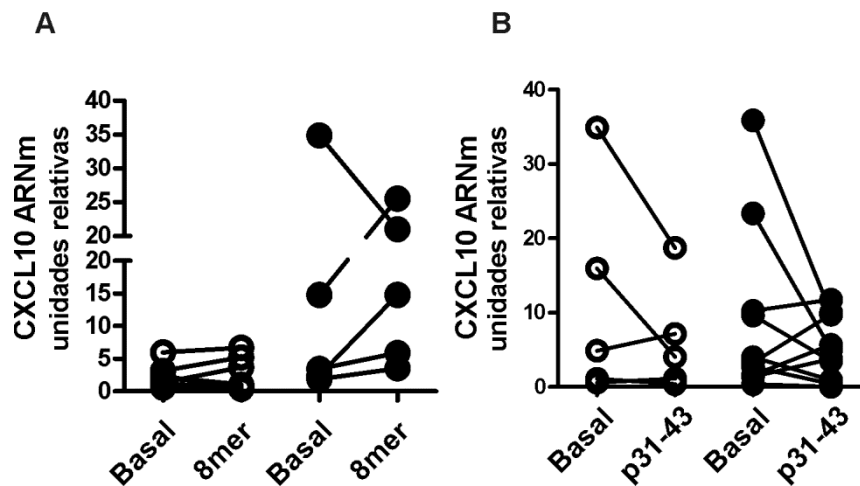 A
CXCL10 ARNm
unidades relativas
40
35
30
25
20
20
15
10
5
0
Basal
8mer
Basal
8mer
B
CXCL10 ARNm
unidades relativas
40
30
20
10
0
Basal
p31-43
Basal
p31-43